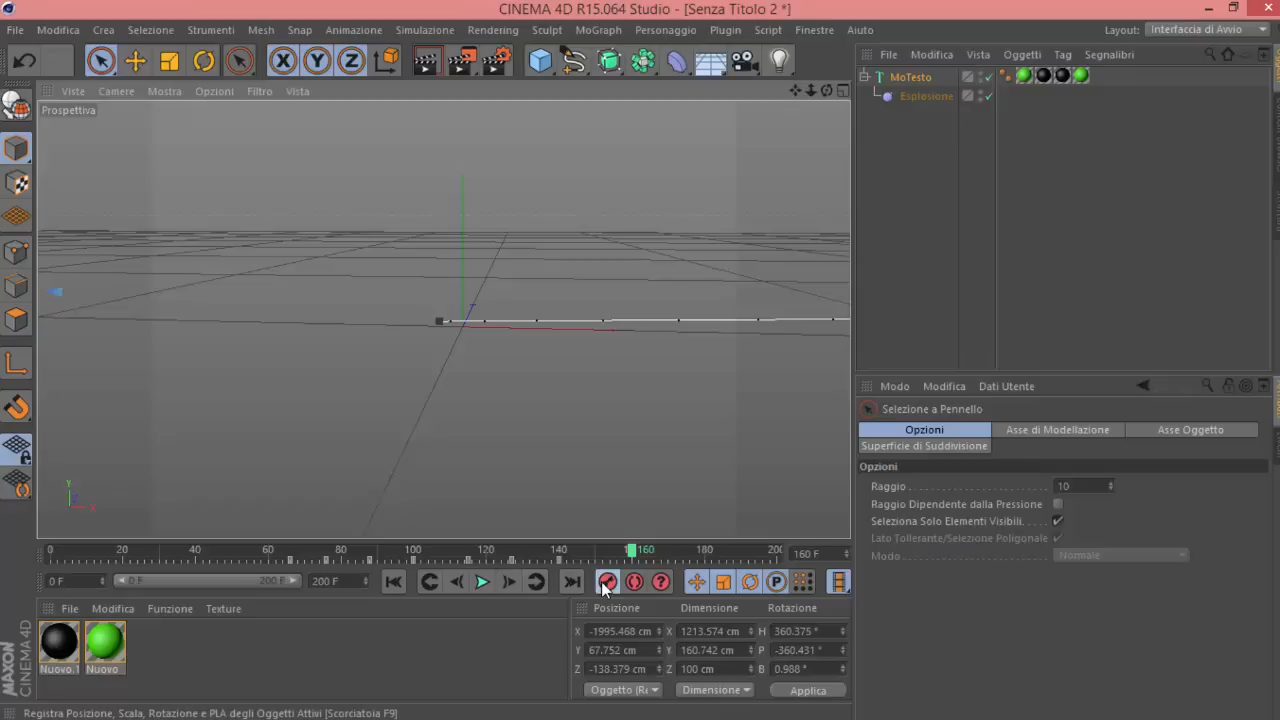 CINEMA 4D R15.064 Studio - [Senza Titolo 2 *]
File Modifica Crea Selezione Strumenti Mesh Snap Animazione Simulazione Rendering Sculpt MoGraph Personaggio Plugin Script Finestre Aiuto Layout: Interfaccia di Avvio
X Y Z
Viste Camere Mostra Opzioni Filtro Vista
File Modifica Vista Oggetti Tag Segnalibri
Prospettiva
MoTesto
Esplosione
Modo Modifica Dati Utente
Selezione a Pennello
Opzioni Asse di Modellazione Asse Oggetto
Superficie di Suddivisione
Opzioni
Raggio 10
Raggio Dipendente dalla Pressione
Seleziona Solo Elementi Visibili
Lato Tollerante/Selezione Poligonale
Modo Normale
Y
Z
X
0 20 40 60 80 100 120 140 160 180 200 160 F
0 F 0 F 200 F 200 F
P
File Modifica Funzione Texture
Posizione Dimensione Rotazione
X -1995.468 cm X 1213.574 cm H 360.375 °
Y 67.752 cm Y 160.742 cm P -360.431 °
Z -138.379 cm Z 100 cm B 0.988 °
Oggetto (Re Dimensione Applica
Nuovo.1 Nuovo
MAXON CINEMA 4D
Registra Posizione, Scala, Rotazione e PLA degli Oggetti Attivi [Scorciatoia F9]